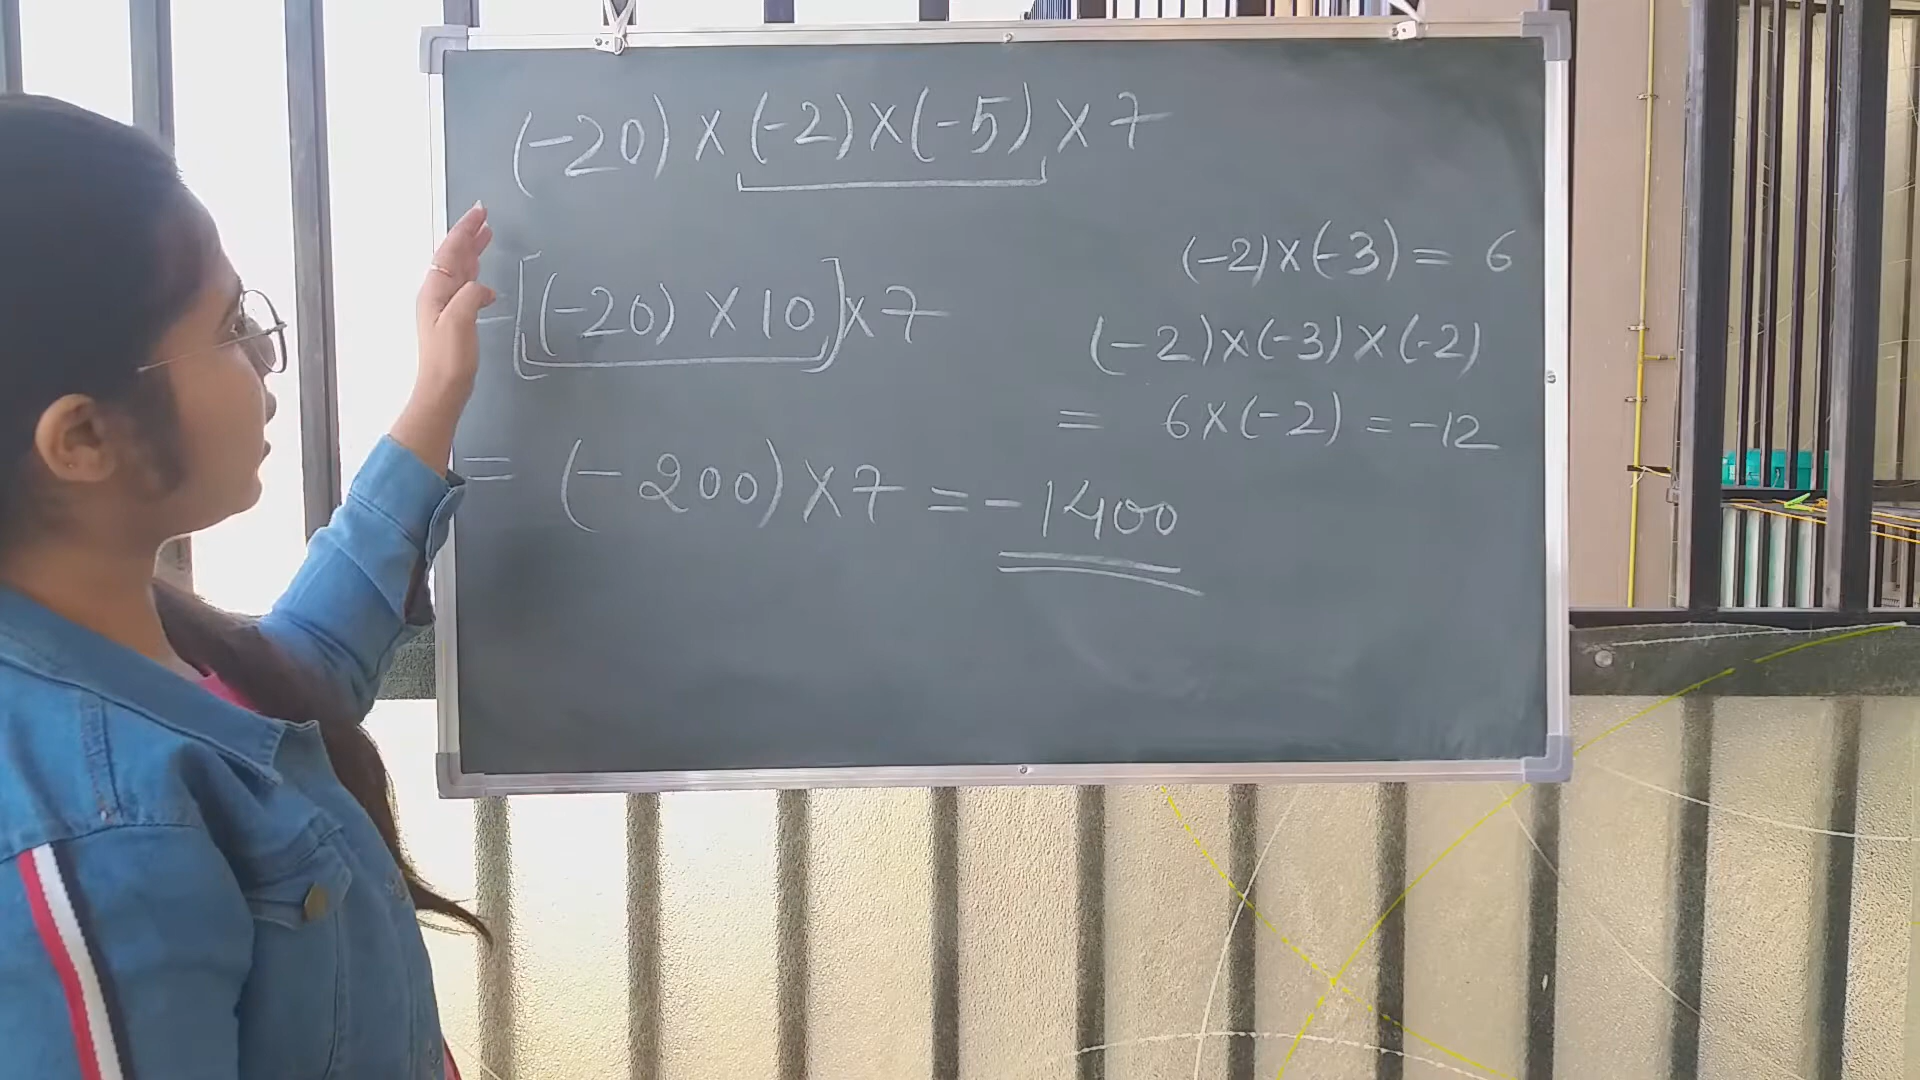 (-20) × (-2) × (-5) × 7
= [(-20) × 10] × 7
= (-200) × 7 = -1400
(-2) × (-3) = 6
(-2) × (-3) × (-2)
= 6 × (-2) = -12